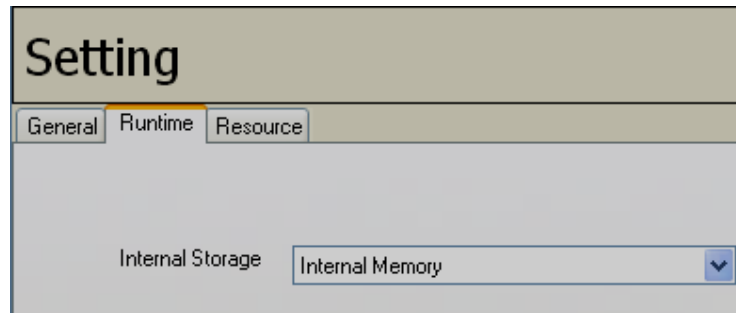 Setting
General Runtime Resource
Internal Storage Internal Memory